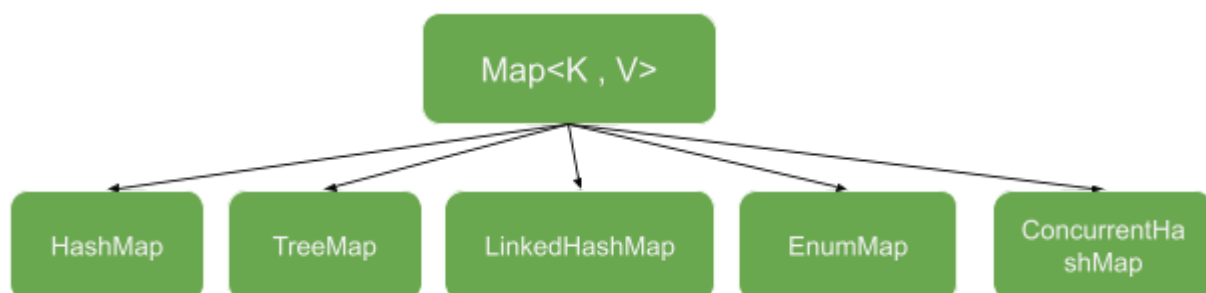 Map<K , V>
HashMap
TreeMap
LinkedHashMap
EnumMap
ConcurrentHa
shMap